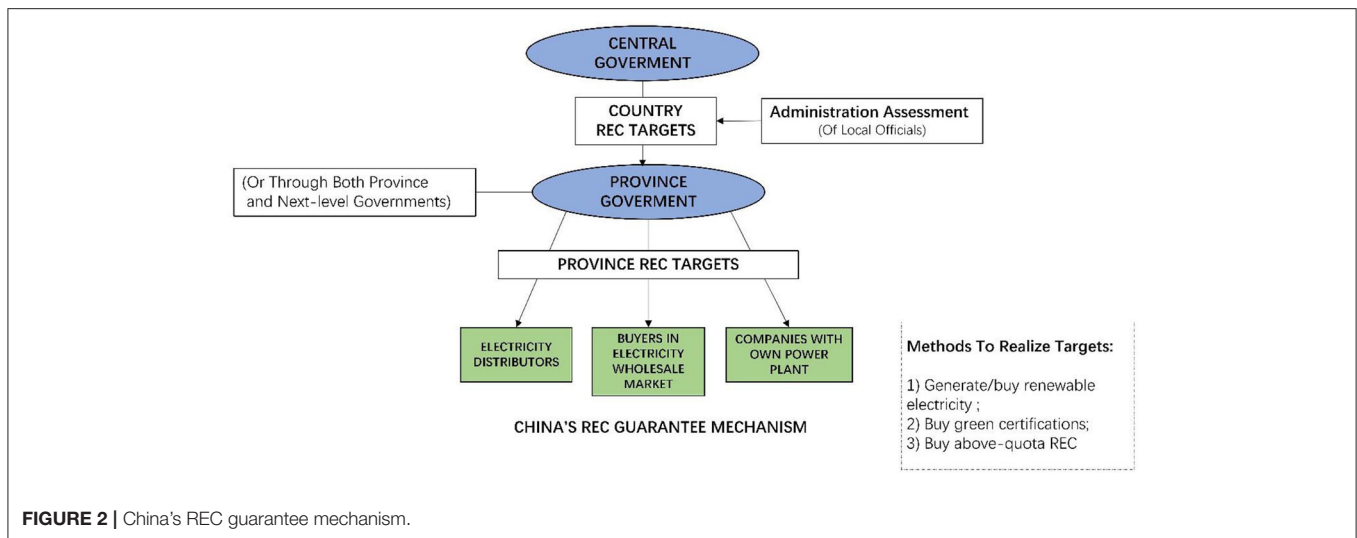 CENTRAL
GOVERMENT
COUNTRY
REC TARGETS
Administration Assessment
(Of Local Officials)
(Or Through Both Province
and Next-level Governments)
PROVINCE
GOVERMENT
PROVINCE REC TARGETS
ELECTRICITY
DISTRIBUTORS
BUYERS IN
ELECTRICITY
WHOLESALE
MARKET
COMPANIES WITH
OWN POWER
PLANT
Methods To Realize Targets:
1) Generate/buy renewable
electricity ;
2) Buy green certifications;
3) Buy above-quota REC
CHINA'S REC GUARANTEE MECHANISM
FIGURE 2 | China's REC guarantee mechanism.